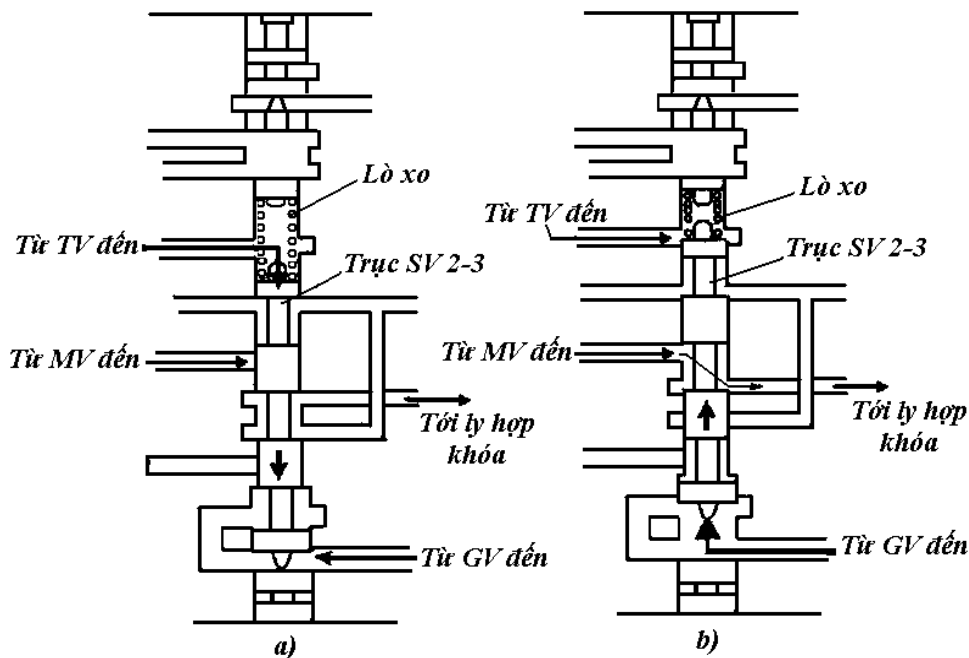 Lò xo
Từ TV đến
Trục SV 2-3
Từ MV đến
Tới ly hợp
khóa
Từ GV đến
a)
Lò xo
Từ TV đến
Trục SV 2-3
Từ MV đến
Tới ly hợp
khóa
Từ GV đến
b)